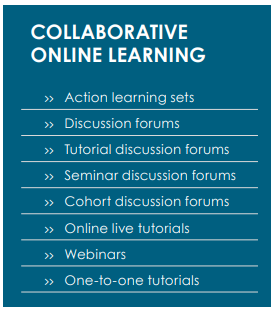 COLLABORATIVE
ONLINE LEARNING
›› Action learning sets
›› Discussion forums
›› Tutorial discussion forums
›› Seminar discussion forums
›› Cohort discussion forums
›› Online live tutorials
›› Webinars
›› One-to-one tutorials